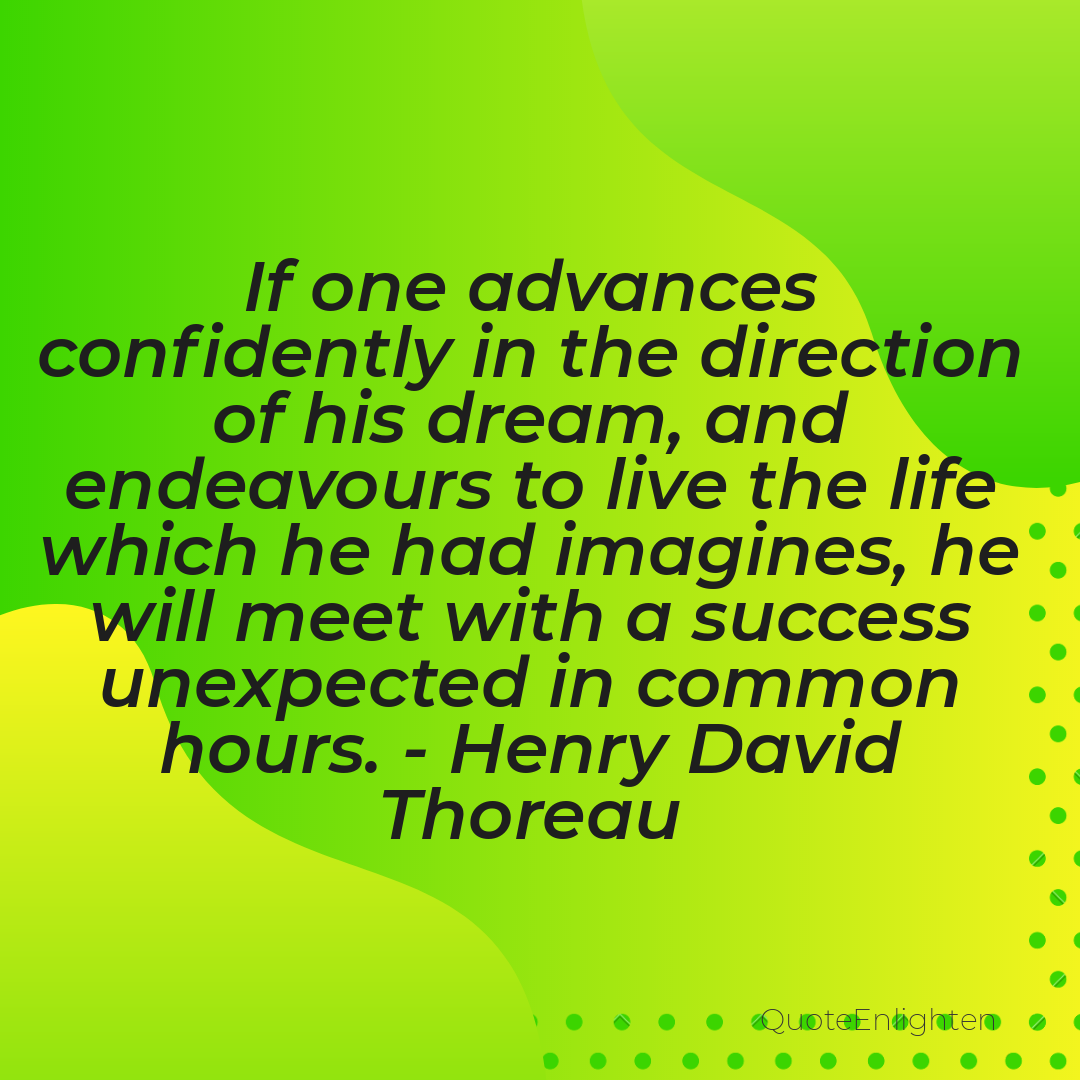 If one advances
confidently in the direction
of his dream, and
endeavours to live the life
which he had imagines, he
will meet with a success
unexpected in common
hours. - Henry David
Thoreau
QuoteEnlighten